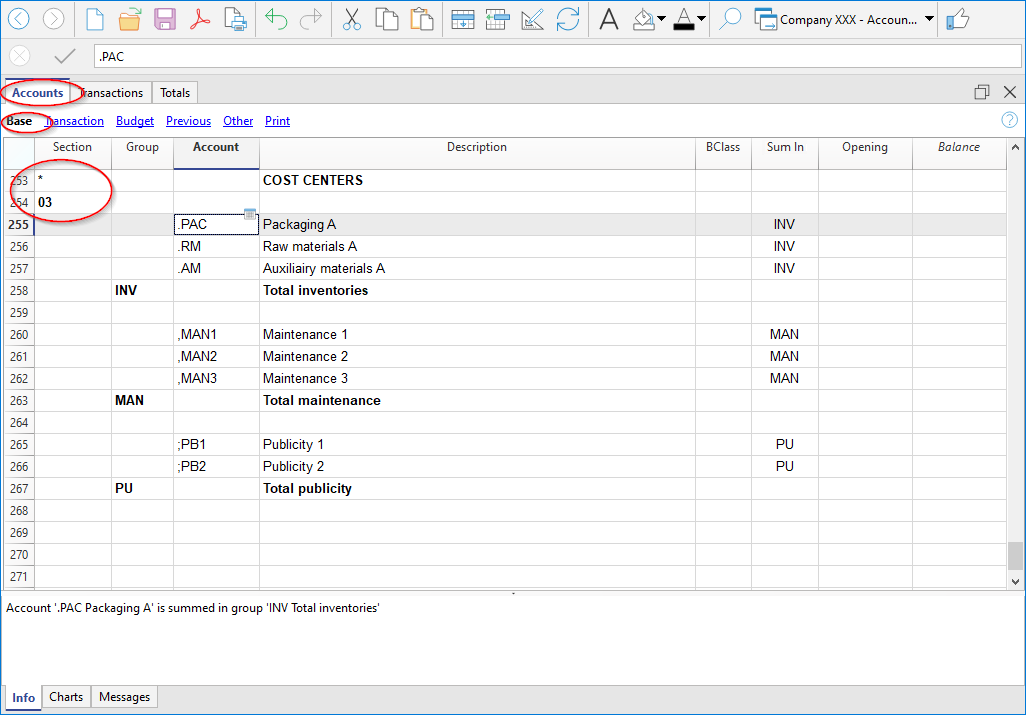 Company XXX - Accoun...
.PAC
Accounts Transactions Totals
Base Transaction Budget Previous Other Print
Section Group Account Description BClass Sum In Opening Balance
253 * COST CENTERS
254 03
255 .PAC Packaging A INV
256 .RM Raw materials A INV
257 .AM Auxiliairy materials A INV
258 INV Total inventories
259
260 ,MAN1 Maintenance 1 MAN
261 ,MAN2 Maintenance 2 MAN
262 ,MAN3 Maintenance 3 MAN
263 MAN Total maintenance
264
265 ;PB1 Publicity 1 PU
266 ;PB2 Publicity 2 PU
267 PU Total publicity
268
269
270
271
Account '.PAC Packaging A' is summed in group 'INV Total inventories'
Info Charts Messages